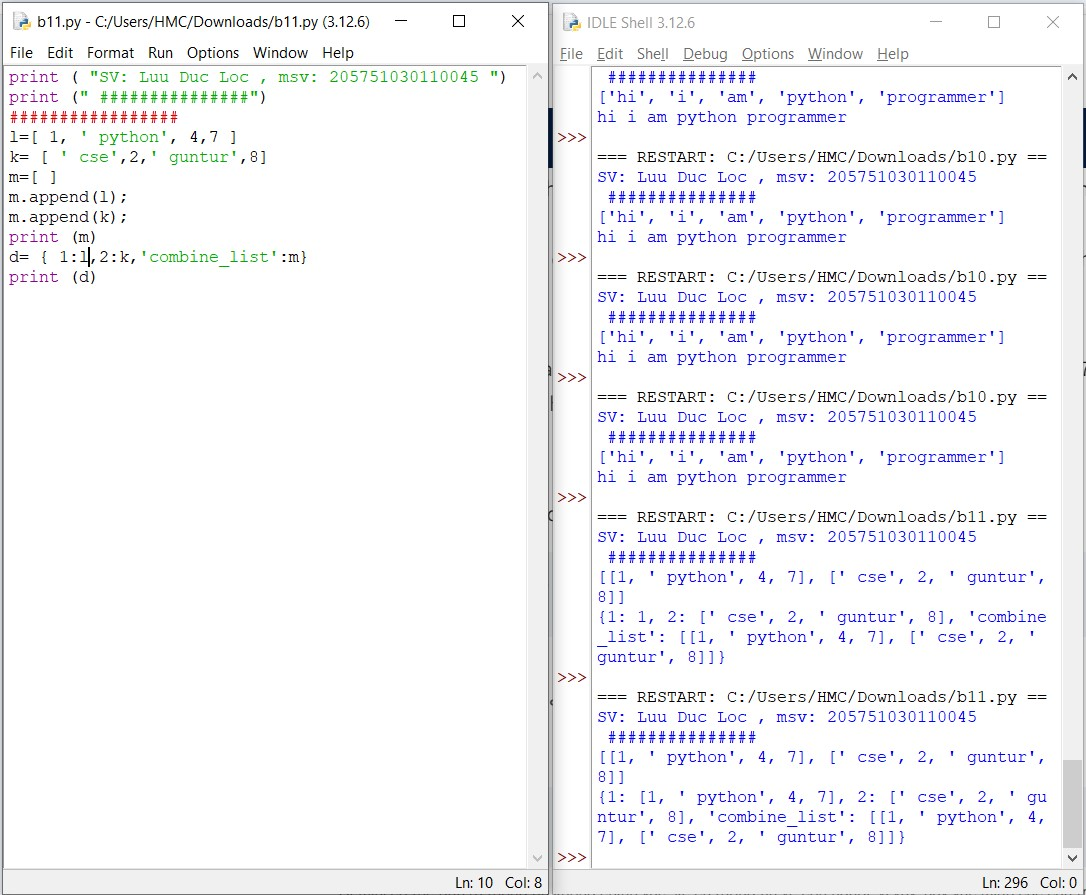 b11.py - C:/Users/HMC/Downloads/b11.py (3.12.6)
File Edit Format Run Options Window Help
print ( "SV: Luu Duc Loc , msv: 205751030110045 ")
print (" ###############")
#################
l=[ 1, ' python', 4,7 ]
k= [ ' cse',2,' guntur',8]
m=[ ]
m.append(l);
m.append(k);
print (m)
d= { 1:l,2:k,'combine_list':m}
print (d)
Ln: 10 Col: 8
IDLE Shell 3.12.6
File Edit Shell Debug Options Window Help
###############
['hi', 'i', 'am', 'python', 'programmer']
hi i am python programmer
>>>
=== RESTART: C:/Users/HMC/Downloads/b10.py ==
SV: Luu Duc Loc , msv: 205751030110045
###############
['hi', 'i', 'am', 'python', 'programmer']
hi i am python programmer
>>>
=== RESTART: C:/Users/HMC/Downloads/b10.py ==
SV: Luu Duc Loc , msv: 205751030110045
###############
['hi', 'i', 'am', 'python', 'programmer']
hi i am python programmer
>>>
=== RESTART: C:/Users/HMC/Downloads/b10.py ==
SV: Luu Duc Loc , msv: 205751030110045
###############
['hi', 'i', 'am', 'python', 'programmer']
hi i am python programmer
>>>
=== RESTART: C:/Users/HMC/Downloads/b11.py ==
SV: Luu Duc Loc , msv: 205751030110045
###############
[[1, ' python', 4, 7], [' cse', 2, ' guntur',
8]]
{1: 1, 2: [' cse', 2, ' guntur', 8], 'combine
_list': [[1, ' python', 4, 7], [' cse', 2, '
guntur', 8]]}
>>>
=== RESTART: C:/Users/HMC/Downloads/b11.py ==
SV: Luu Duc Loc , msv: 205751030110045
###############
[[1, ' python', 4, 7], [' cse', 2, ' guntur',
8]]
{1: [1, ' python', 4, 7], 2: [' cse', 2, ' gu
ntur', 8], 'combine_list': [[1, ' python', 4,
7], [' cse', 2, ' guntur', 8]]}
>>>
Ln: 296 Col: 0